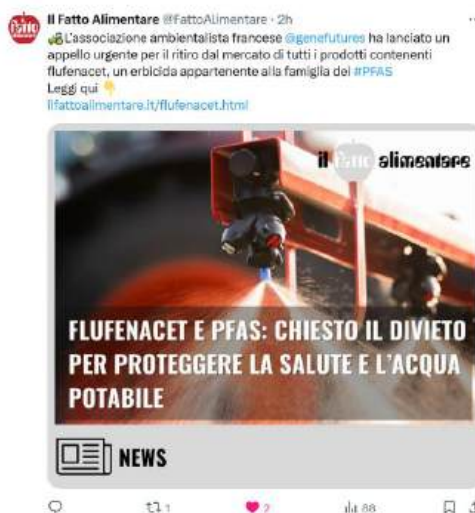 Il Fatto Alimentare @FattoAlimentare · 2h
L'associazione ambientalista francese @genefutures ha lanciato un
appello urgente per il ritiro dal mercato di tutti i prodotti contenenti
flufenacet, un erbicida appartenente alla famiglia dei #PFAS
Leggi qui
ilfattoalimentare.it/flufenacet.html
il fatto alimentare
FLUFENACET E PFAS: CHIESTO IL DIVIETO
PER PROTEGGERE LA SALUTE E L'ACQUA
POTABILE
NEWS
1 2 88